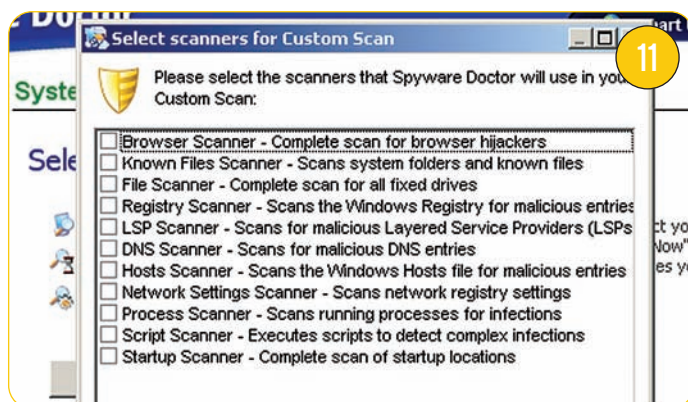 Select scanners for Custom Scan
11
Please select the scanners that Spyware Doctor will use in
Custom Scan:
Browser Scanner - Complete scan for browser hijackers
Known Files Scanner - Scans system folders and known files
File Scanner - Complete scan for all fixed drives
Registry Scanner - Scans the Windows Registry for malicious entries
LSP Scanner - Scans for malicious Layered Service Providers (LSPs
DNS Scanner - Scans for malicious DNS entries
Hosts Scanner - Scans the Windows Hosts file for malicious entries
Network Settings Scanner - Scans network registry settings
Process Scanner - Scans running processes for infections
Script Scanner - Executes scripts to detect complex infections
Startup Scanner - Complete scan of startup locations